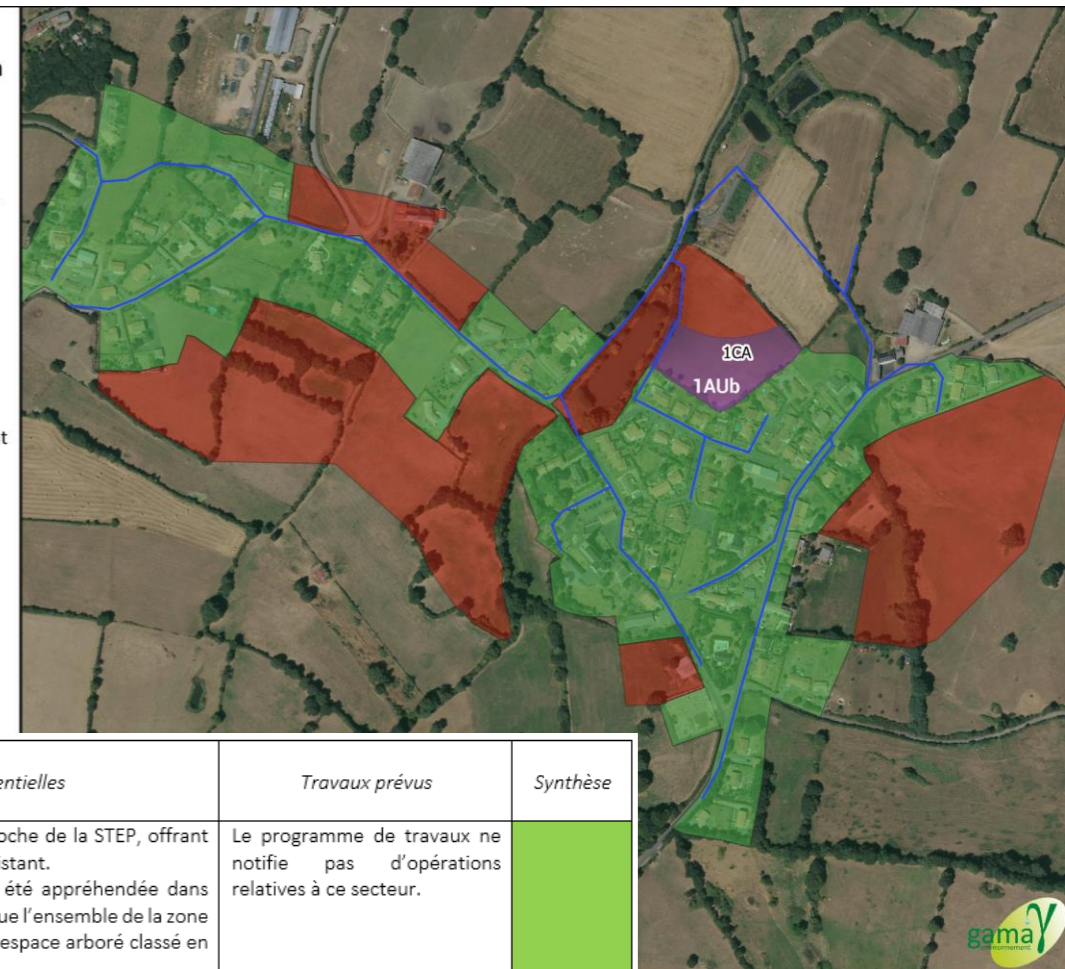 1CA
1AUb
entielles
Travaux prévus
Synthèse
oche de la STEP, offrant
istant.
été appréhendée dans
ue l'ensemble de la zone
espace arboré classé en
Le programme de travaux ne
notifie pas d'opérations
relatives à ce secteur.
gama
environnement